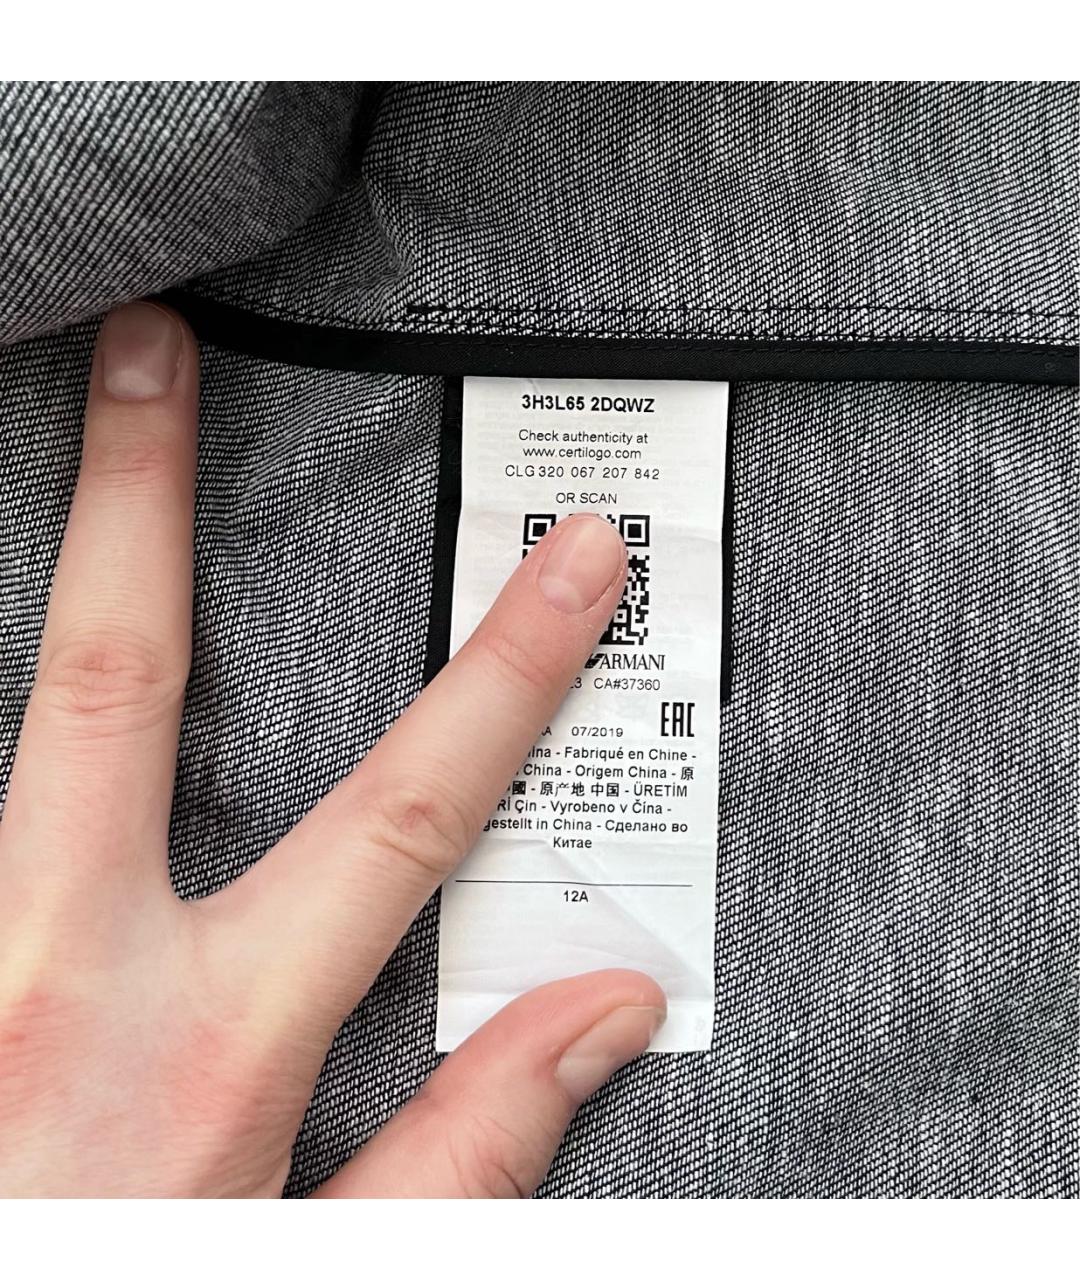 3H3L65 2DQWZ
Check authenticity at
www.certilogo.com
CLG 320 067 207 842
OR SCAN
ARMANI
CA#37360
EAC
07/2019
- Fabriqué en Chine -
China - Origem China - 原
國 - 原产地 中国 - ÜRETİM
Çin - Vyrobeno v Čína -
in China - Сделано во
Китае
12A